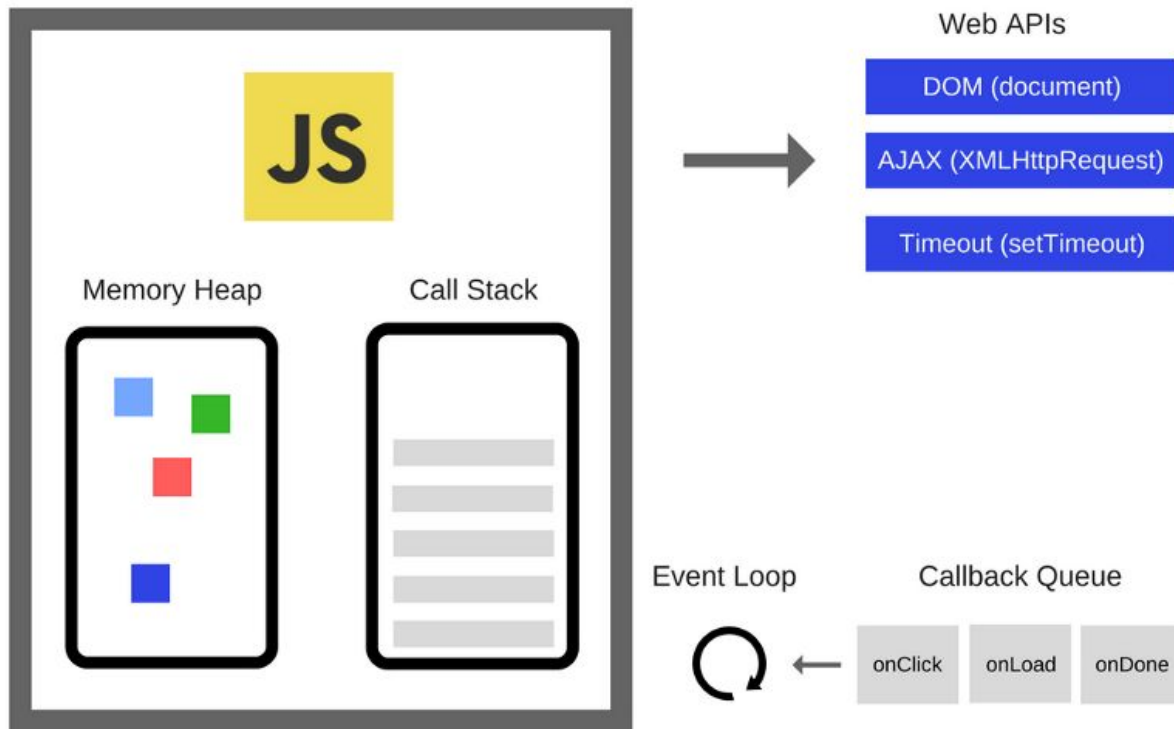 Web APIs
DOM (document)
JS
AJAX (XMLHttpRequest)
Timeout (setTimeout)
Memory Heap
Call Stack
Event Loop
Callback Queue
onClick
onLoad
onDone